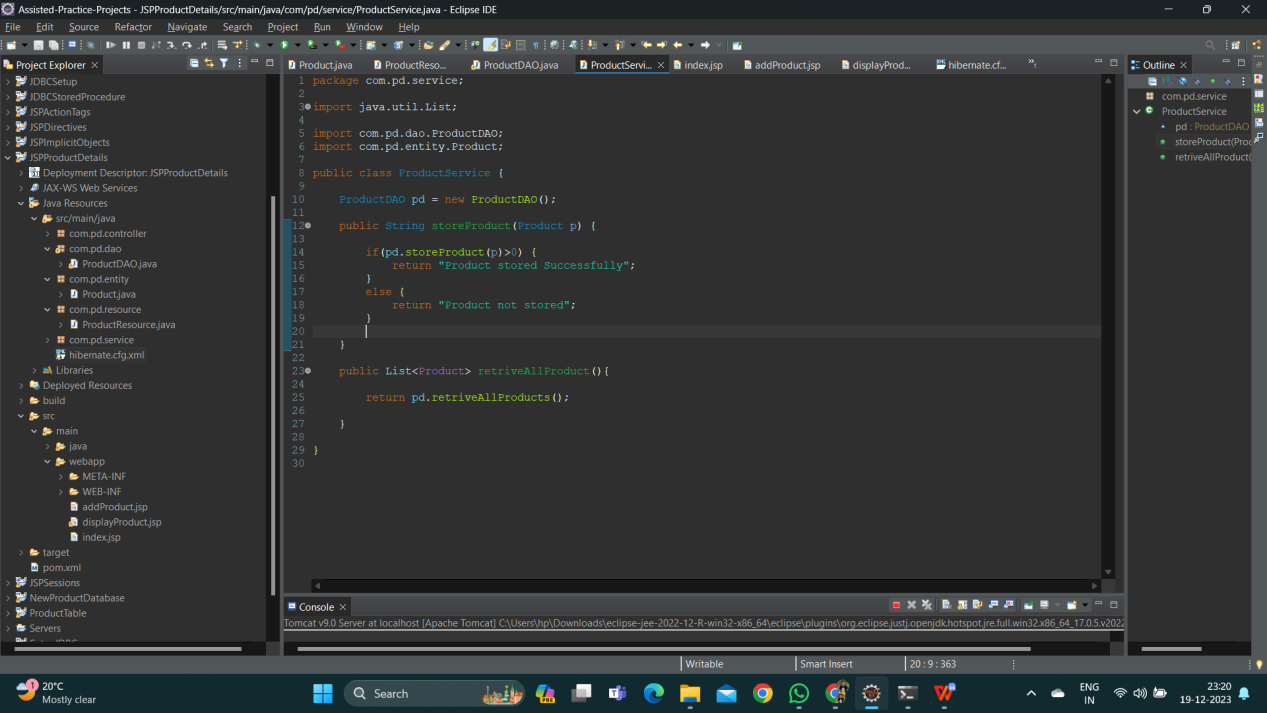 Assisted-Practice-Projects - JSPProductDetails/src/main/java/com/pd/service/ProductService.java - Eclipse IDE
File Edit Source Refactor Navigate Search Project Run Window Help
Project Explorer
JDBCSetup
JDBCStoredProcedure
JSPActionTags
JSPDirectives
JSPImplicitObjects
JSPProductDetails
Deployment Descriptor: JSPProductDetails
JAX-WS Web Services
Java Resources
src/main/java
com.pd.controller
com.pd.dao
ProductDAO.java
com.pd.entity
Product.java
com.pd.resource
ProductResource.java
com.pd.service
hibernate.cfg.xml
Libraries
Deployed Resources
build
src
main
java
webapp
META-INF
WEB-INF
addProduct.jsp
displayProduct.jsp
index.jsp
target
pom.xml
JSPSessions
NewProductDatabase
ProductTable
Servers
Product.java ProductReso... ProductDAO.java ProductServi... index.jsp addProduct.jsp displayProd... hibernate.cf...
1 package com.pd.service;
2
3 import java.util.List;
4
5 import com.pd.dao.ProductDAO;
6 import com.pd.entity.Product;
7
8 public class ProductService {
9
10 ProductDAO pd = new ProductDAO();
11
12 public String storeProduct(Product p) {
13
14 if(pd.storeProduct(p)>0) {
15 return "Product stored Successfully";
16 }
17 else {
18 return "Product not stored";
19 }
20
21 }
22
23 public List<Product> retriveAllProduct(){
24
25 return pd.retriveAllProducts();
26
27 }
28
29 }
30
Outline
com.pd.service
ProductService
pd : ProductDAO
storeProduct(Proc
retriveAllProduct(
Console
Tomcat v9.0 Server at localhost [Apache Tomcat] C:\Users\hp\Downloads\eclipse-jee-2022-12-R-win32-x86_64\eclipse\plugins\org.eclipse.justj.openjdk.hotspot.jre.full.win32.x86_64_17.0.5.v2022
Writable Smart Insert 20 : 9 : 363
1
20°C
Mostly clear
Search
PRE
ENG
IN
23:20
19-12-2023